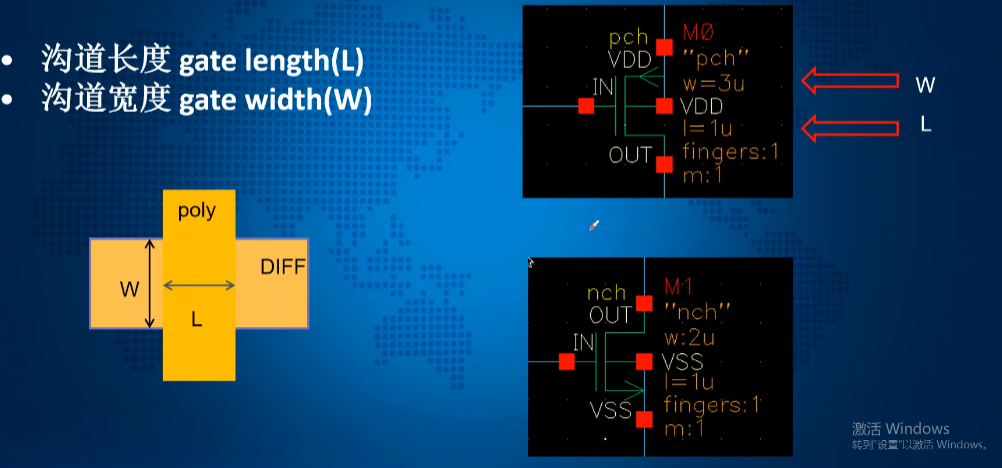 • 沟道长度 gate length(L)
• 沟道宽度 gate width(W)
poly
W
DIFF
L
pch
M0
VDD
"pch"
w=3u
IN
VDD
l=1u
OUT
fingers:1
m:1
W
L
nch
M1
OUT
"nch"
w:2u
IN
VSS
l=1u
VSS
fingers:1
m:1
激活 Windows
转到"设置"以激活 Windows。